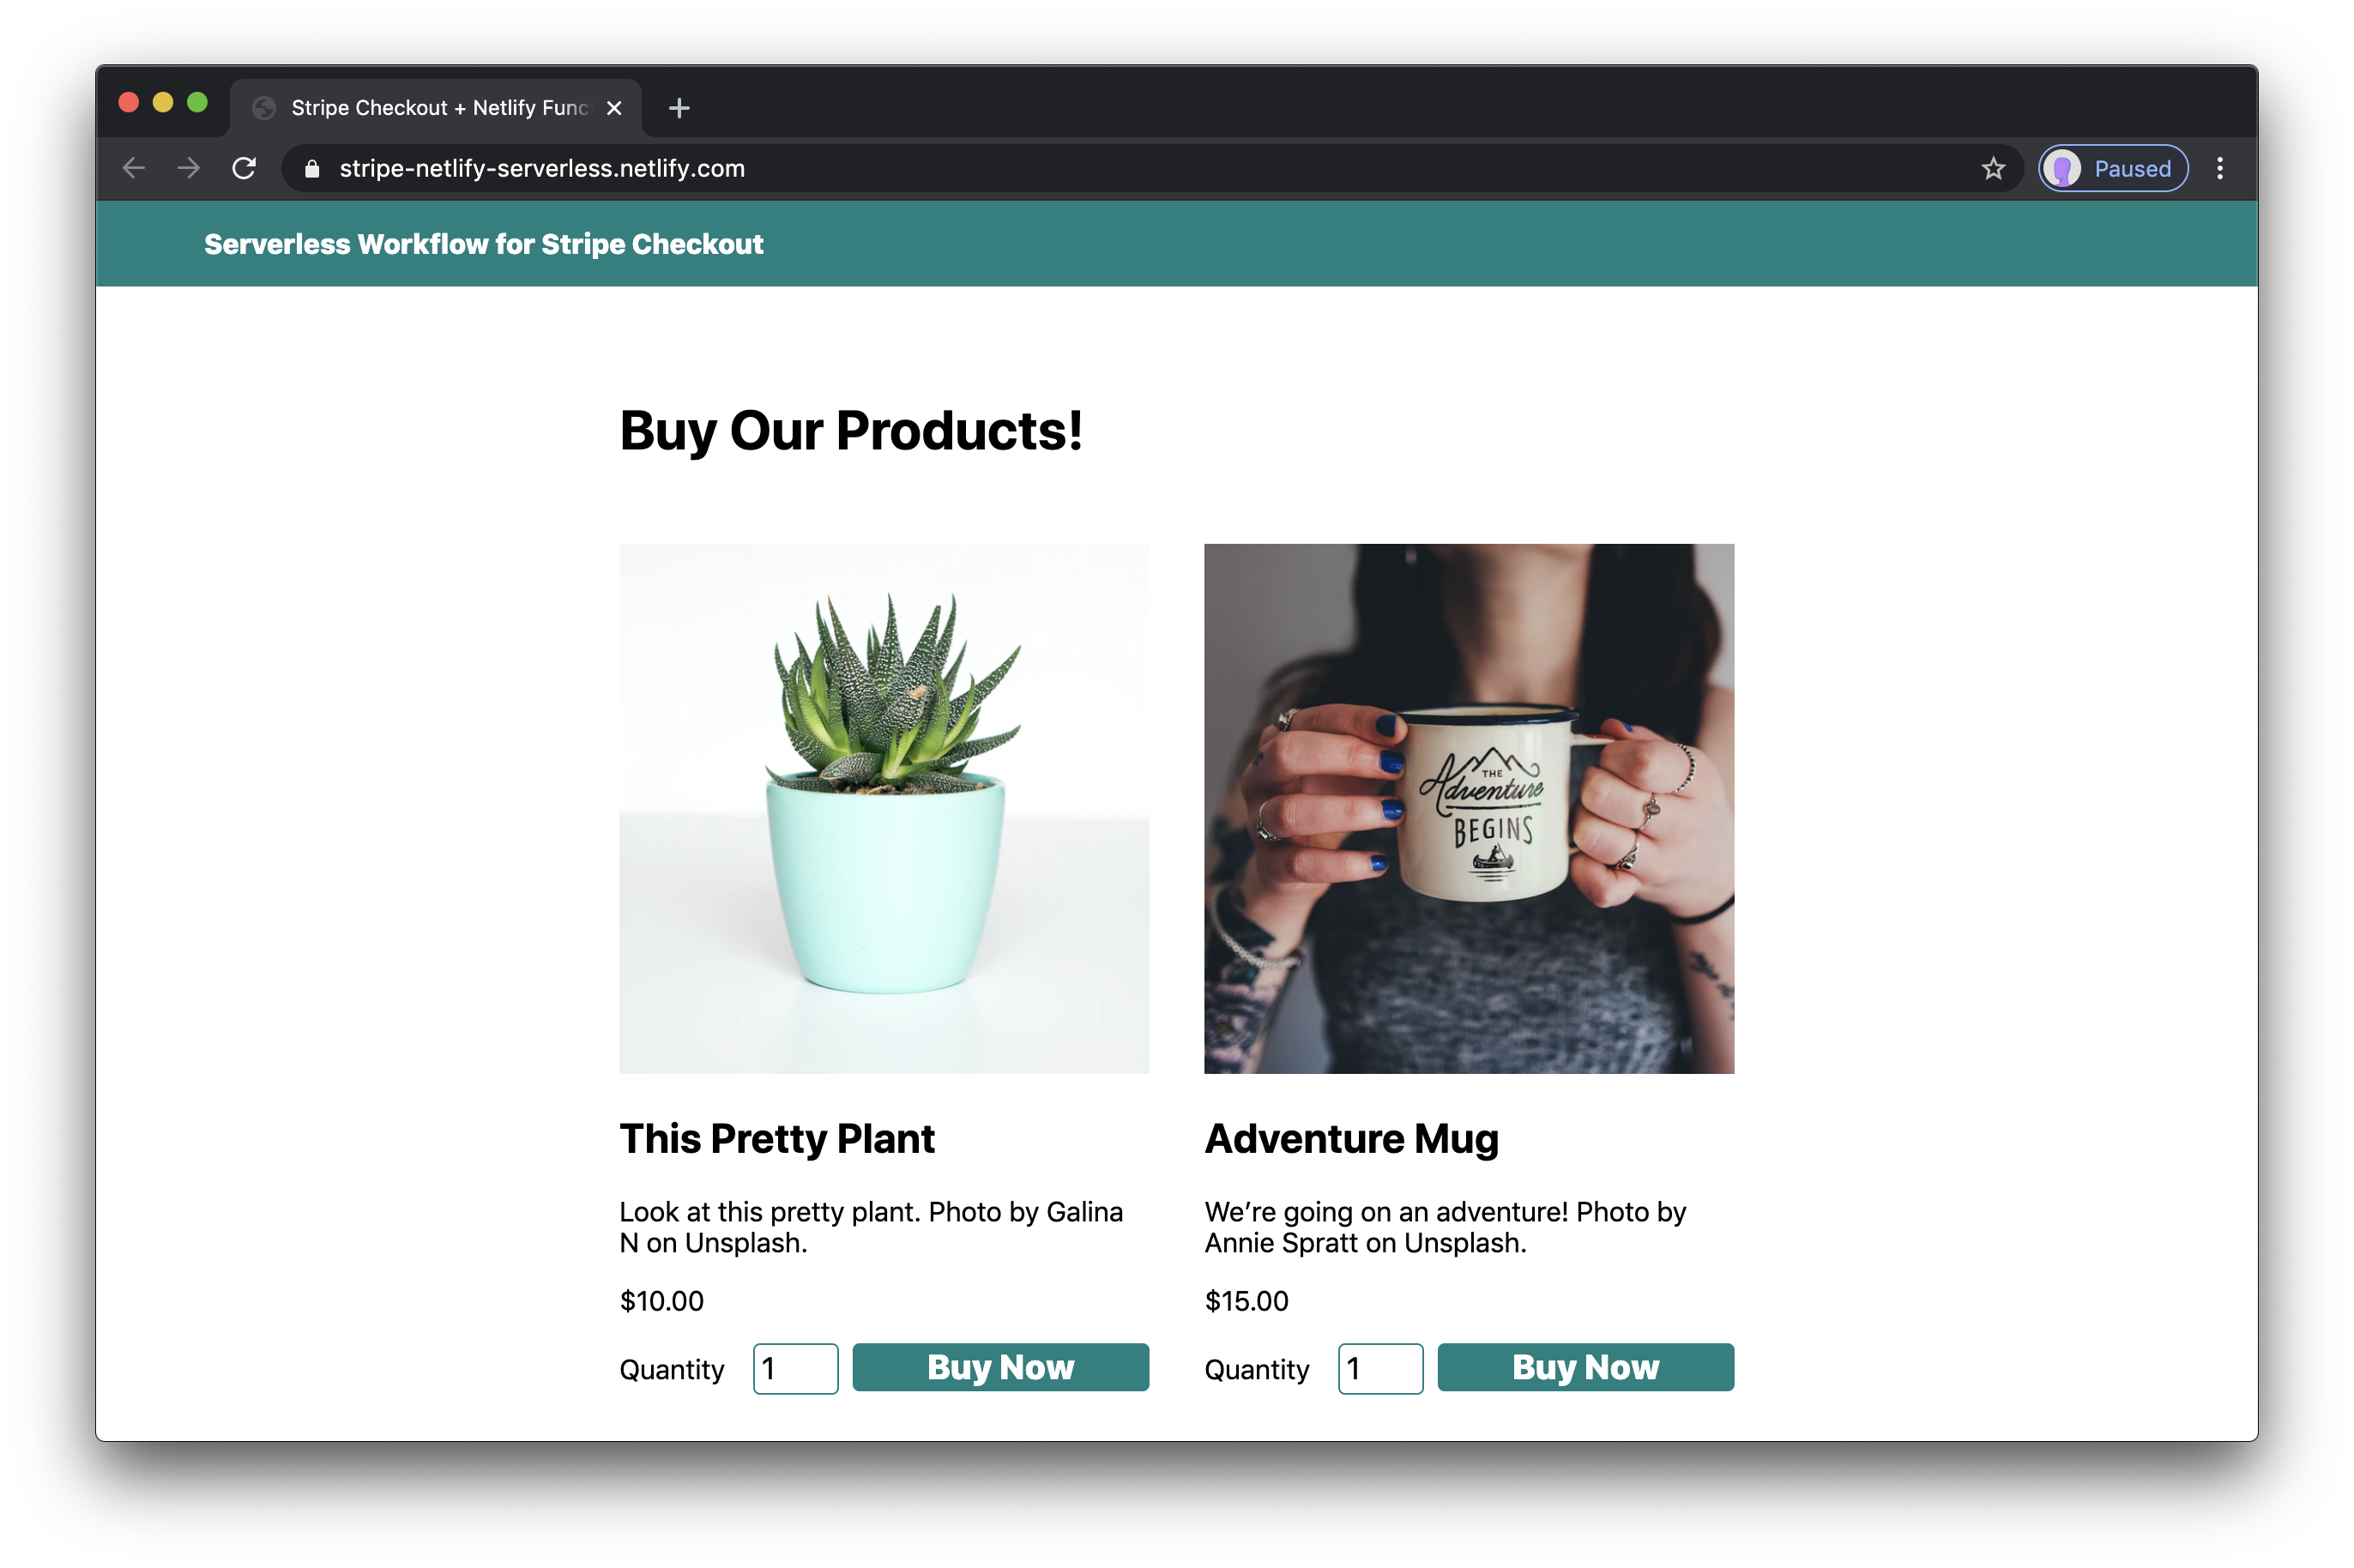 Stripe Checkout + Netlify Func
stripe-netlify-serverless.netlify.com
Paused
Serverless Workflow for Stripe Checkout
Buy Our Products!
THE
Adventure
BEGINS
This Pretty Plant
Look at this pretty plant. Photo by Galina
N on Unsplash.
$10.00
Quantity 1 Buy Now
Adventure Mug
We’re going on an adventure! Photo by
Annie Spratt on Unsplash.
$15.00
Quantity 1 Buy Now